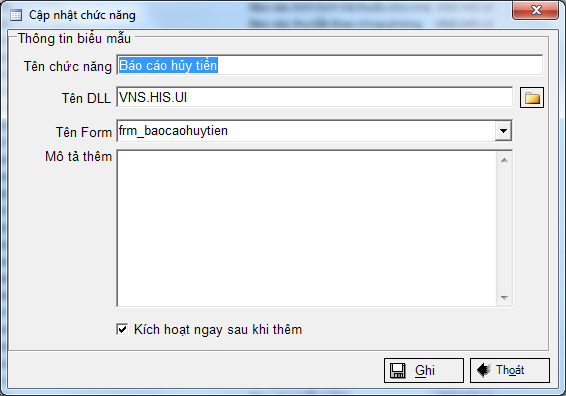 Cập nhật chức năng
Thông tin biểu mẫu
Tên chức năng Báo cáo hủy tiền
Tên DLL VNS.HIS.UI
Tên Form frm_baocaohuytien
Mô tả thêm
Kích hoạt ngay sau khi thêm
Ghi Thoát